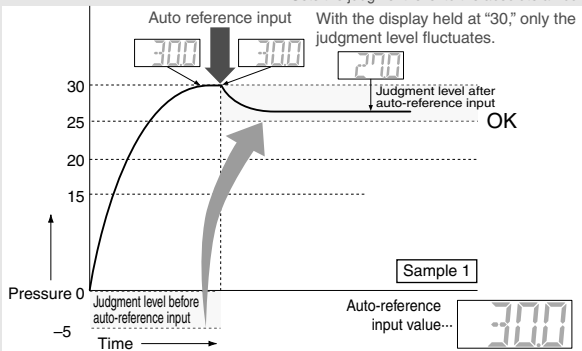 Auto reference input
With the display held at “30,” only the
judgment level fluctuates.
30.0
30.0
27.0
Judgment level after
auto-reference input
30
25
OK
20
15
Sample 1
Pressure 0
Judgment level before
auto-reference input
–5
Time
Auto-reference
input value···
30.0